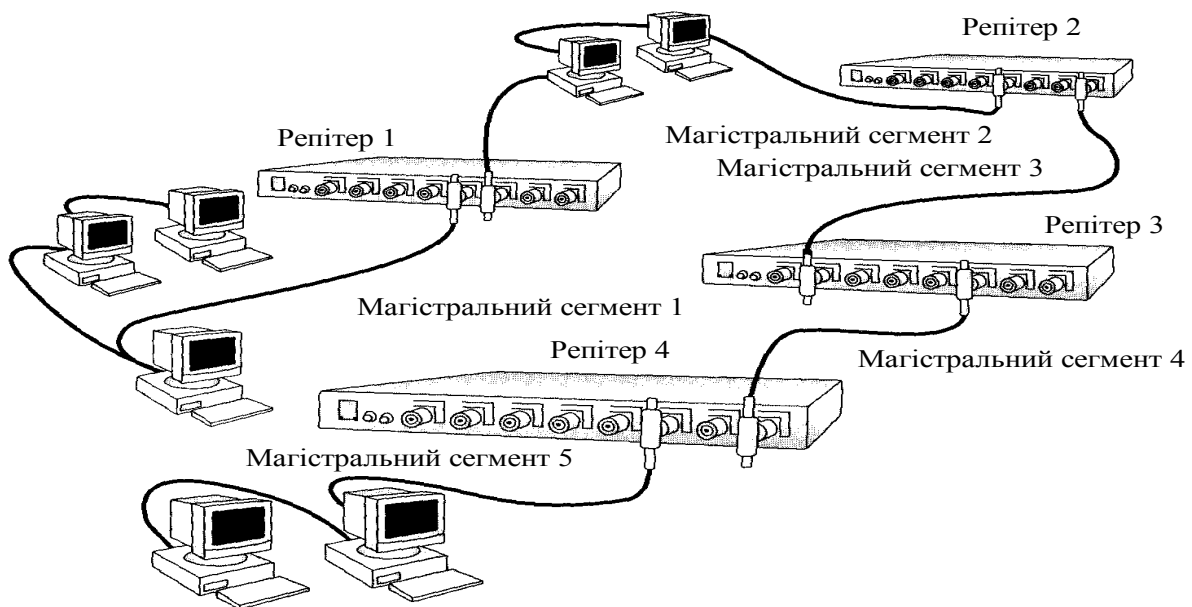 Репітер 2
Магістральний сегмент 2
Репітер 1
Магістральний сегмент 3
Репітер 3
Магістральний сегмент 1
Репітер 4
Магістральний сегмент 4
Магістральний сегмент 5